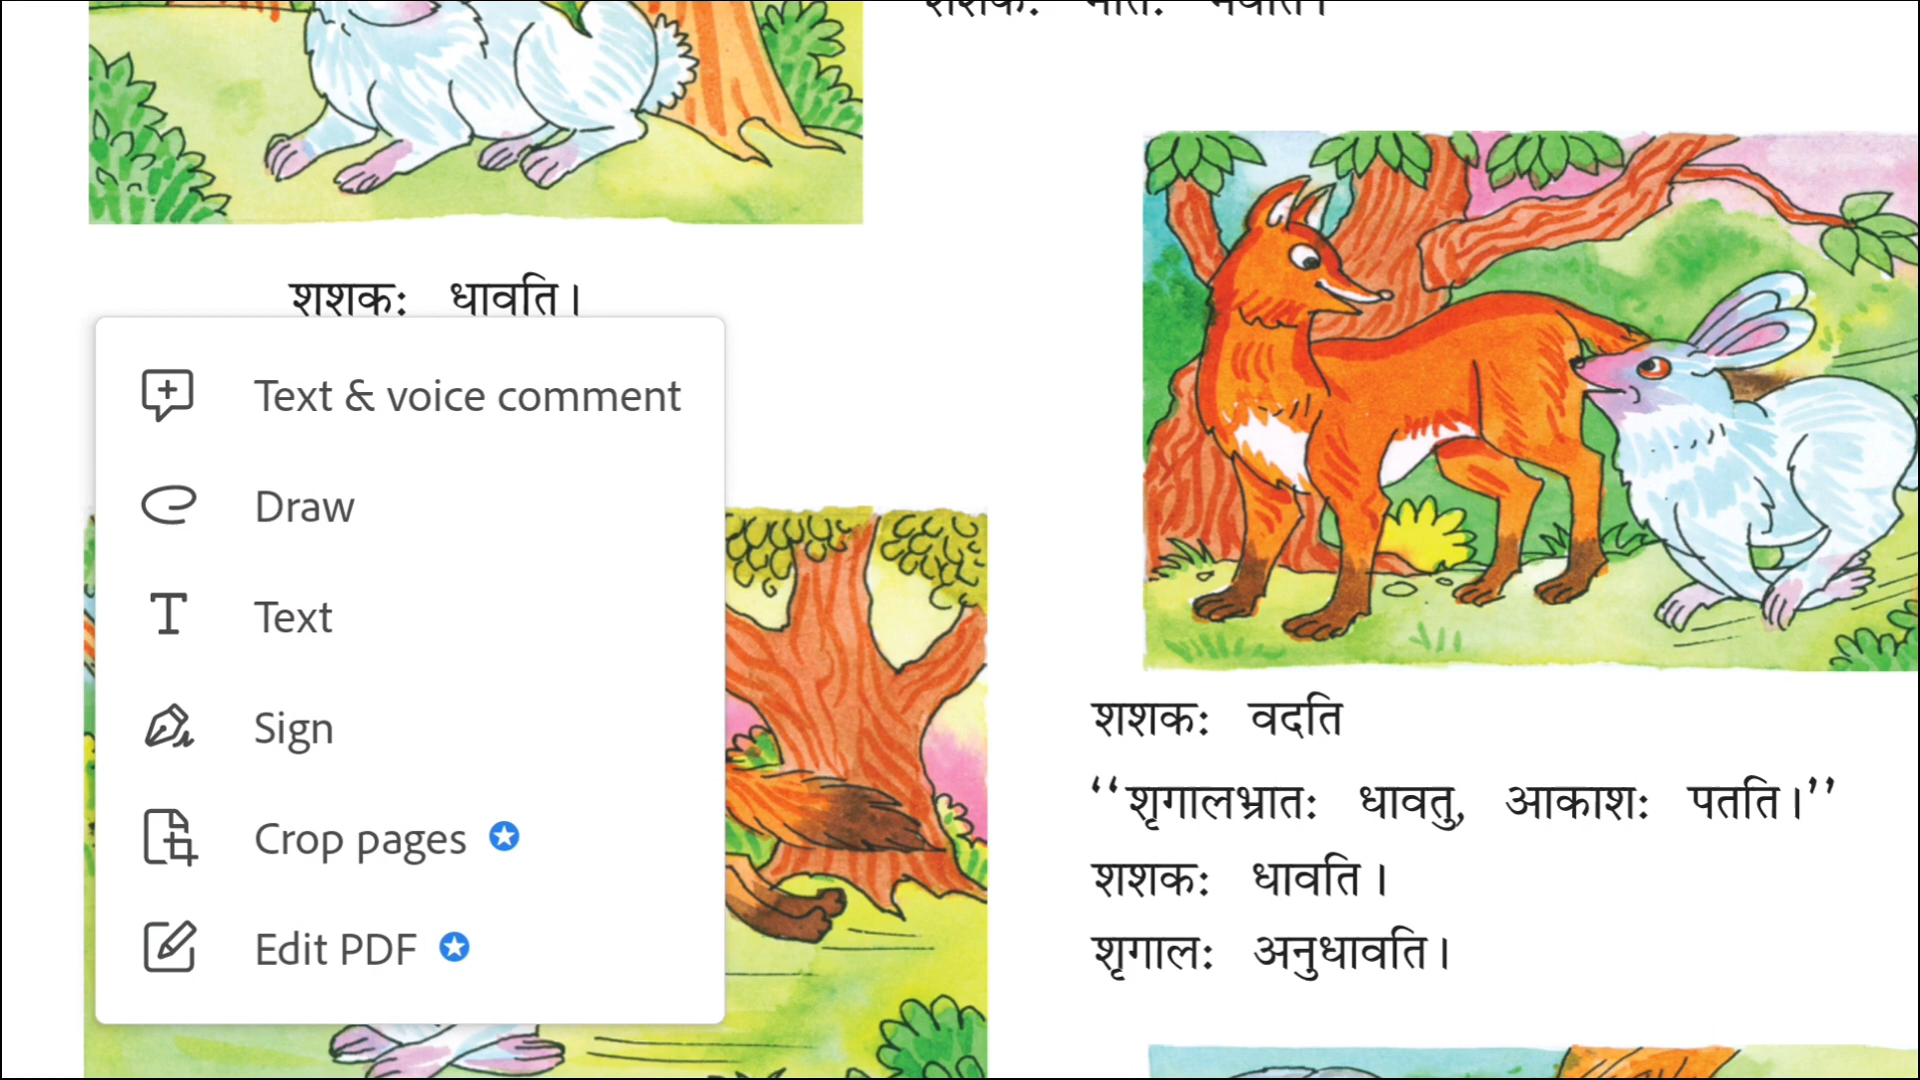 शशकः धावति।
Text & voice comment
Draw
Text
Sign
Crop pages
Edit PDF
शशकः वदति
“शृगालभ्रातः धावतु, आकाशः पतति।”
शशकः धावति।
शृगालः अनुधावति।